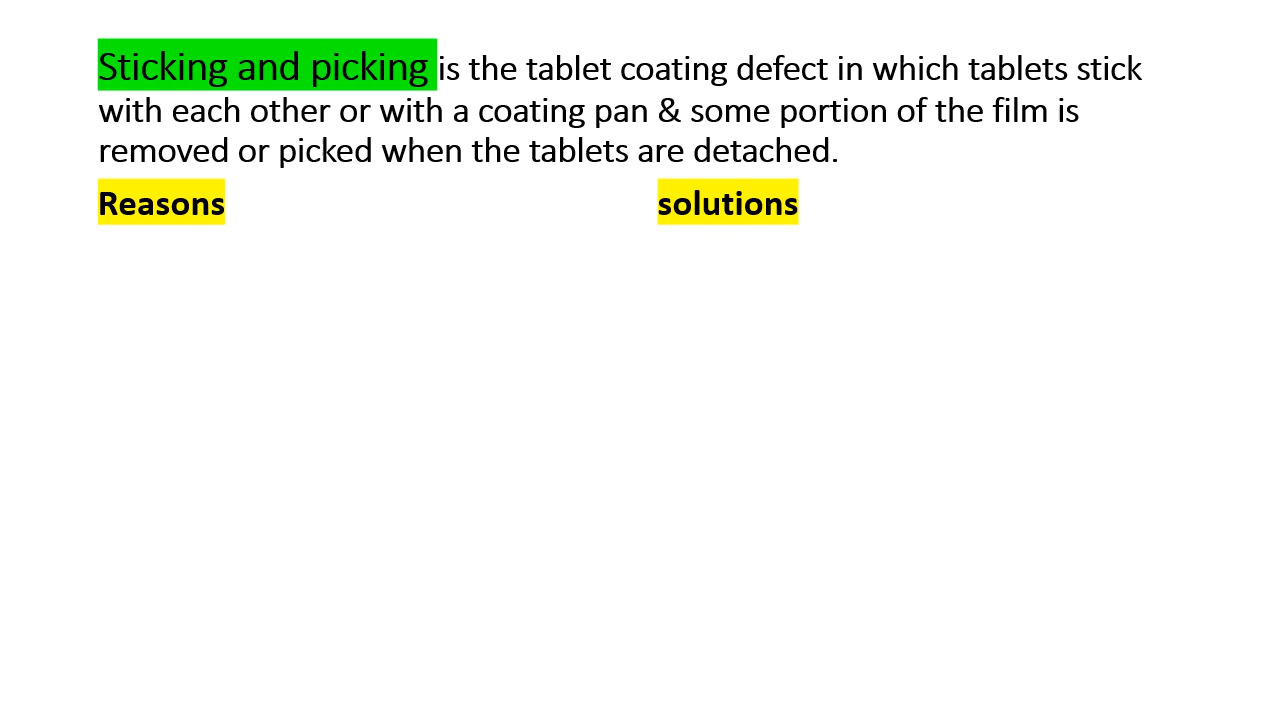 Sticking and picking is the tablet coating defect in which tablets stick
with each other or with a coating pan & some portion of the film is
removed or picked when the tablets are detached.
Reasons solutions